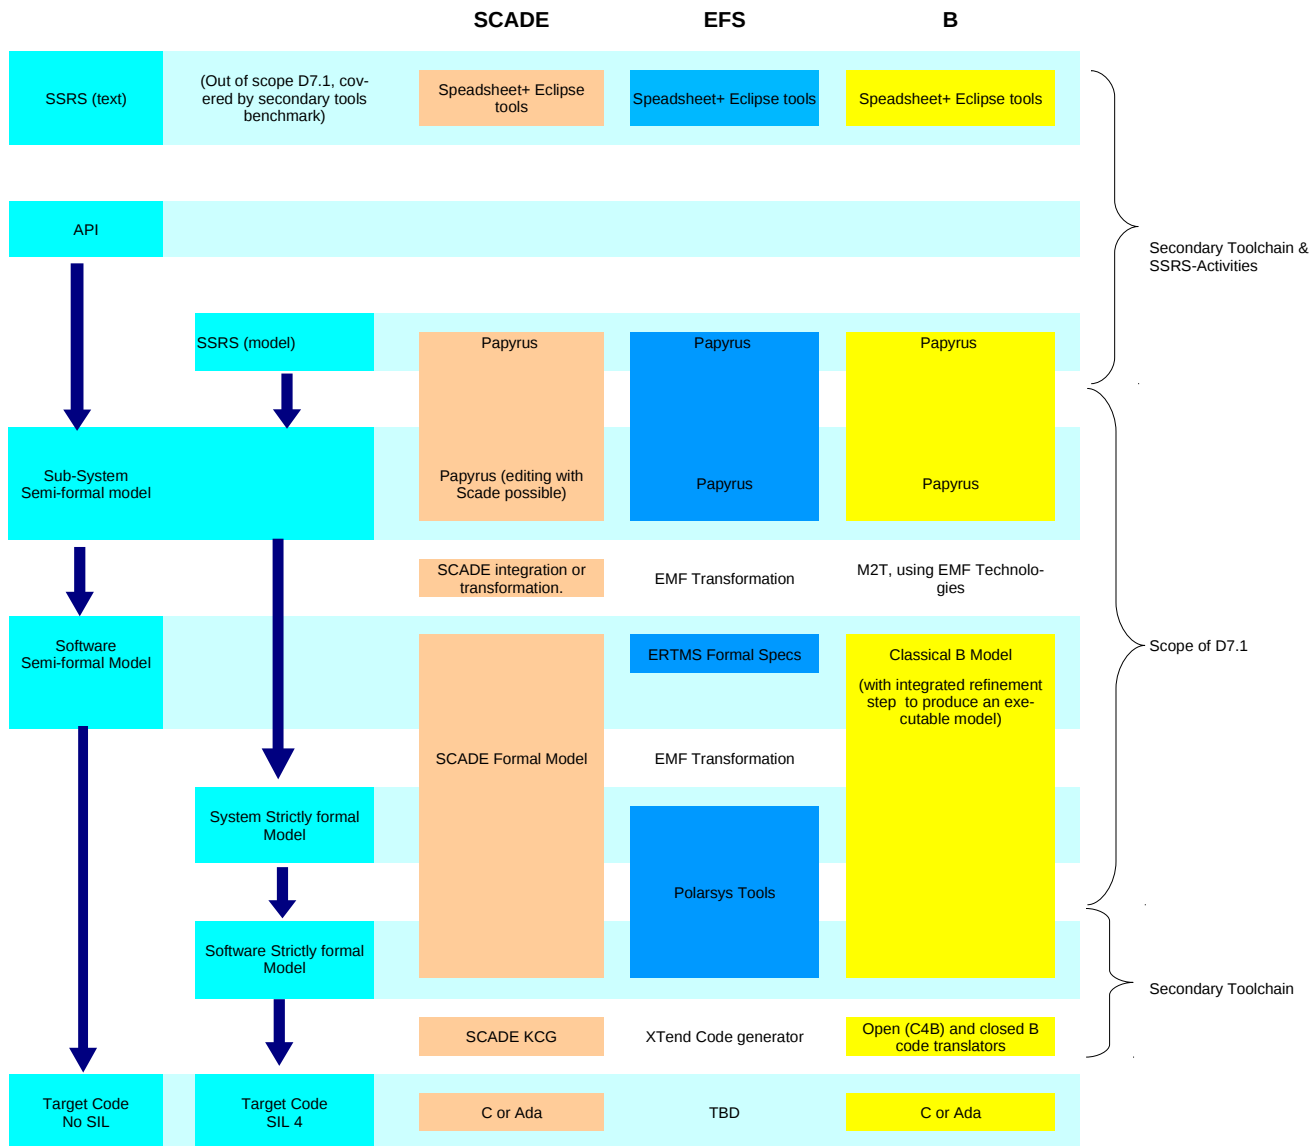 SCADE
EFS
B
SSRS (text)
(Out of scope D7.1, cov-
ered by secondary tools
benchmark)
Speadsheet+ Eclipse
tools
Speadsheet+ Eclipse tools
Speadsheet+ Eclipse tools
API
Secondary Toolchain &
SSRS-Activities
SSRS (model)
Papyrus
Papyrus
Papyrus
Sub-System
Semi-formal model
Papyrus (editing with
Scade possible)
Papyrus
Papyrus
SCADE integration or
transformation.
EMF Transformation
M2T, using EMF Technolo-
gies
Software
Semi-formal Model
ERTMS Formal Specs
Classical B Model
(with integrated refinement
step  to produce an exe-
cutable model)
Scope of D7.1
SCADE Formal Model
EMF Transformation
System Strictly formal
Model
Polarsys Tools
Software Strictly formal
Model
Secondary Toolchain
SCADE KCG
XTend Code generator
Open (C4B) and closed B
code translators
Target Code
No SIL
Target Code
SIL 4
C or Ada
TBD
C or Ada